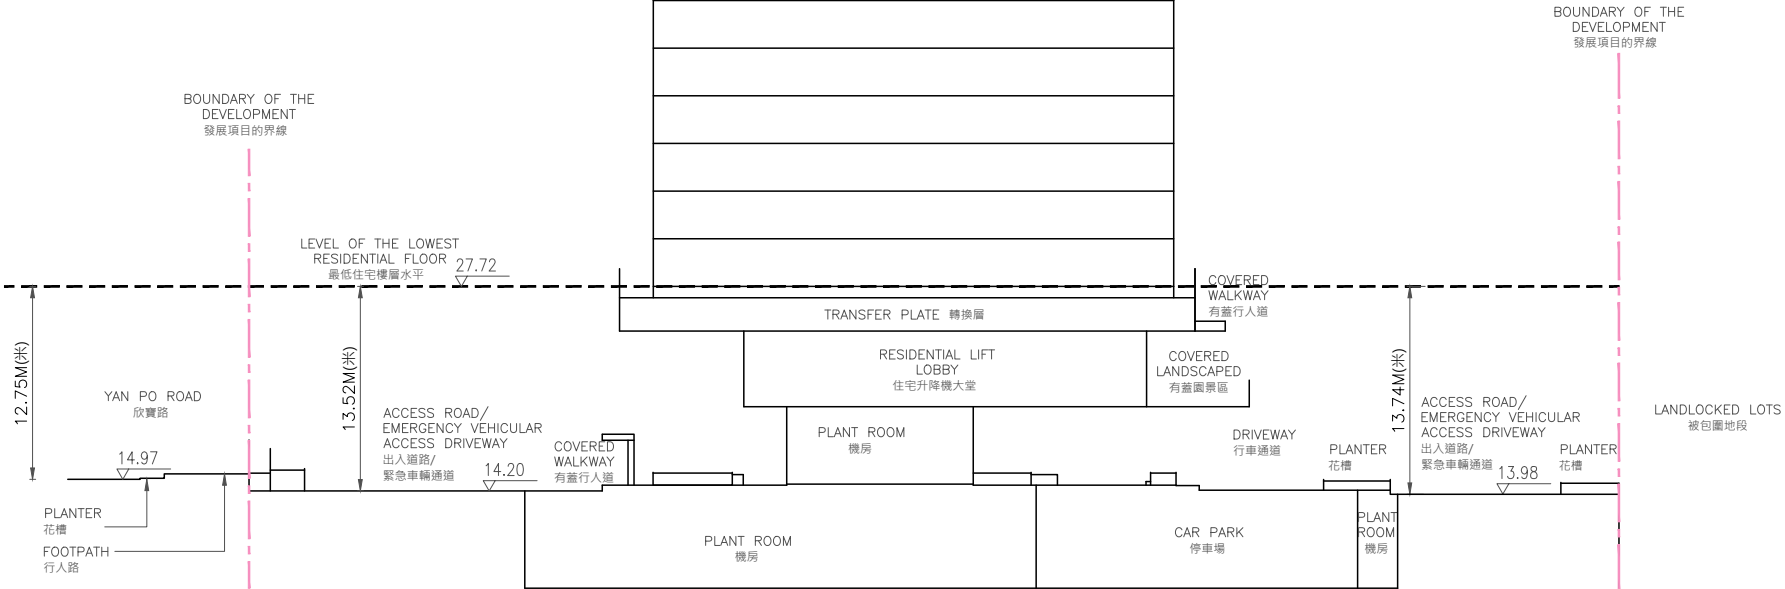 BOUNDARY OF THE
DEVELOPMENT
發展項目的界線
BOUNDARY OF THE
DEVELOPMENT
發展項目的界線
LEVEL OF THE LOWEST
RESIDENTIAL FLOOR
最低住宅樓層水平
27.72
COVERED
WALKWAY
有蓋行人道
TRANSFER PLATE 轉換層
RESIDENTIAL LIFT
LOBBY
住宅升降機大堂
COVERED
LANDSCAPED
有蓋園景區
12.75M(米)
13.52M(米)
13.74M(米)
YAN PO ROAD
欣寶路
ACCESS ROAD/
EMERGENCY VEHICULAR
ACCESS DRIVEWAY
出入道路/
緊急車輛通道
ACCESS ROAD/
EMERGENCY VEHICULAR
ACCESS DRIVEWAY
出入道路/
緊急車輛通道
LANDLOCKED LOTS
被包圍地段
PLANT ROOM
機房
DRIVEWAY
行車通道
COVERED
WALKWAY
有蓋行人道
PLANTER
花槽
PLANTER
花槽
14.97
14.20
13.98
PLANTER
花槽
FOOTPATH
行人路
PLANT ROOM
機房
CAR PARK
停車場
PLANT
ROOM
機房